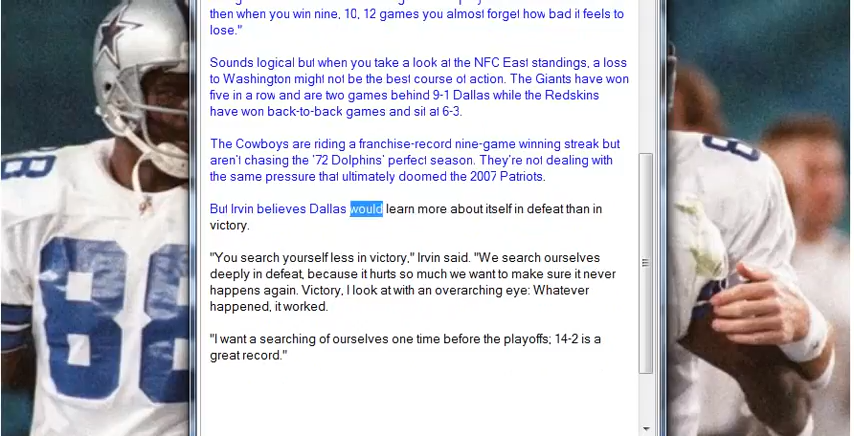 then when you win nine, 10, 12 games you almost forget how bad it feels to
lose."
Sounds logical but when you take a look at the NFC East standings, a loss
to Washington might not be the best course of action. The Giants have won
five in a row and are two games behind 9-1 Dallas while the Redskins
have won back-to-back games and sit at 6-3.
The Cowboys are riding a franchise-record nine-game winning streak but
aren't chasing the '72 Dolphins' perfect season. They're not dealing with
the same pressure that ultimately doomed the 2007 Patriots.
But Irvin believes Dallas would learn more about itself in defeat than in
victory.
"You search yourself less in victory," Irvin said. "We search ourselves
deeply in defeat, because it hurts so much we want to make sure it never
happens again. Victory, I look at with an overarching eye: Whatever
happened, it worked.
"I want a searching of ourselves one time before the playoffs; 14-2 is a
great record."
88
8